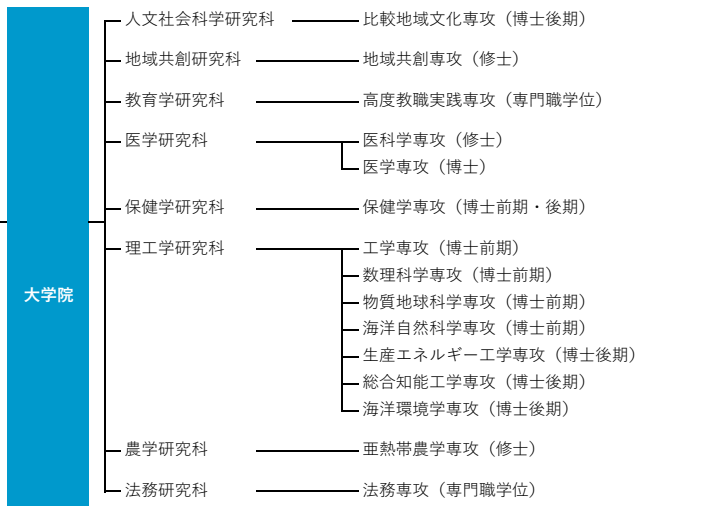 大学院
人文社会科学研究科 比較地域文化専攻（博士後期）
地域共創研究科 地域共創専攻（修士）
教育学研究科 高度教職実践専攻（専門職学位）
医学研究科 医科学専攻（修士）
医学専攻（博士）
保健学研究科 保健学専攻（博士前期・後期）
理工学研究科 工学専攻（博士前期）
数理科学専攻（博士前期）
物質地球科学専攻（博士前期）
海洋自然科学専攻（博士前期）
生産エネルギー工学専攻（博士後期）
総合知能工学専攻（博士後期）
海洋環境学専攻（博士後期）
農学研究科 亜熱帯農学専攻（修士）
法務研究科 法務専攻（専門職学位）